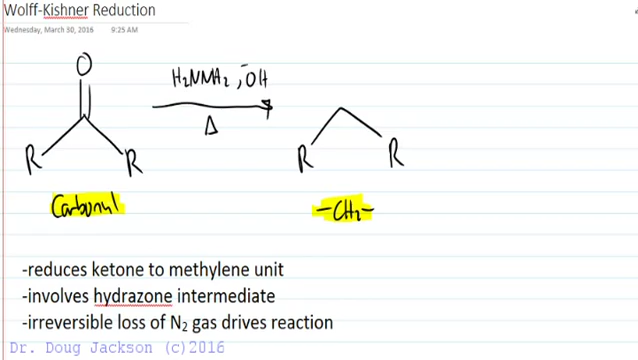 Wolff-Kishner Reduction
Wednesday, March 30, 2016 9:25 AM
O
H₂NNH₂, ⁻OH
Δ
R R R R
Carbonyl -CH₂-
-reduces ketone to methylene unit
-involves hydrazone intermediate
-irreversible loss of N₂ gas drives reaction
Dr. Doug Jackson (c)2016